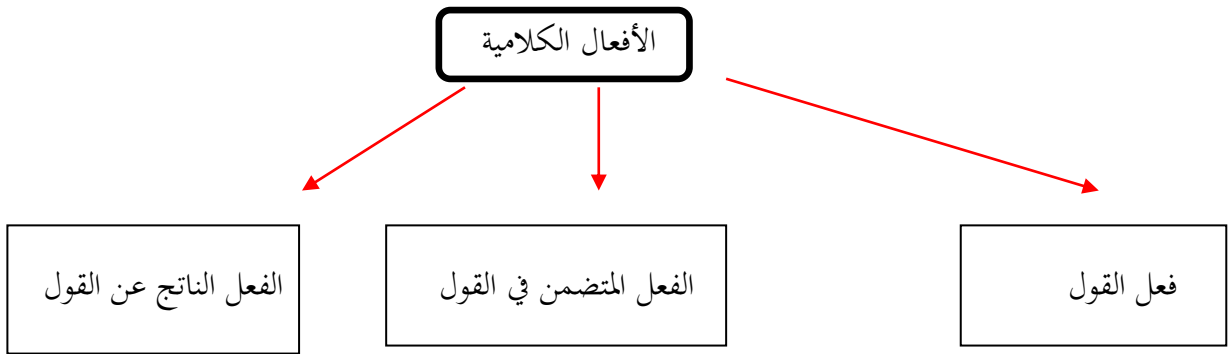 الأفعال الكلامية
فعل القول
الفعل المتضمن في القول
الفعل الناتج عن القول